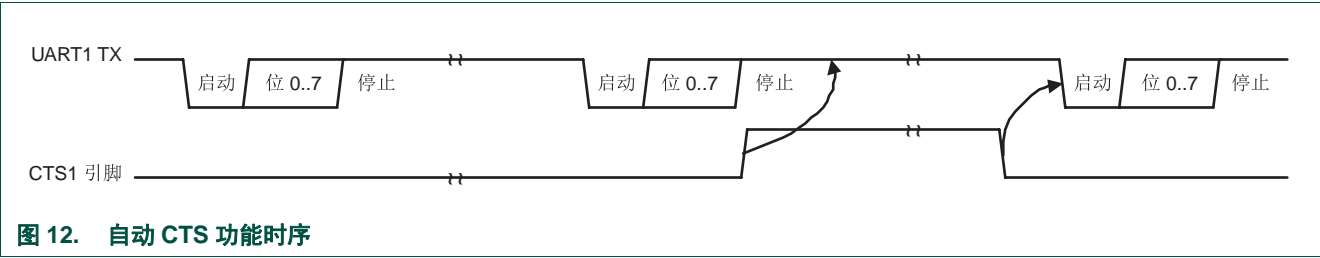 UART1 TX
启动 位 0..7 停止 启动 位 0..7 停止 启动 位 0..7 停止
CTS1 引脚
图 12. 自动 CTS 功能时序